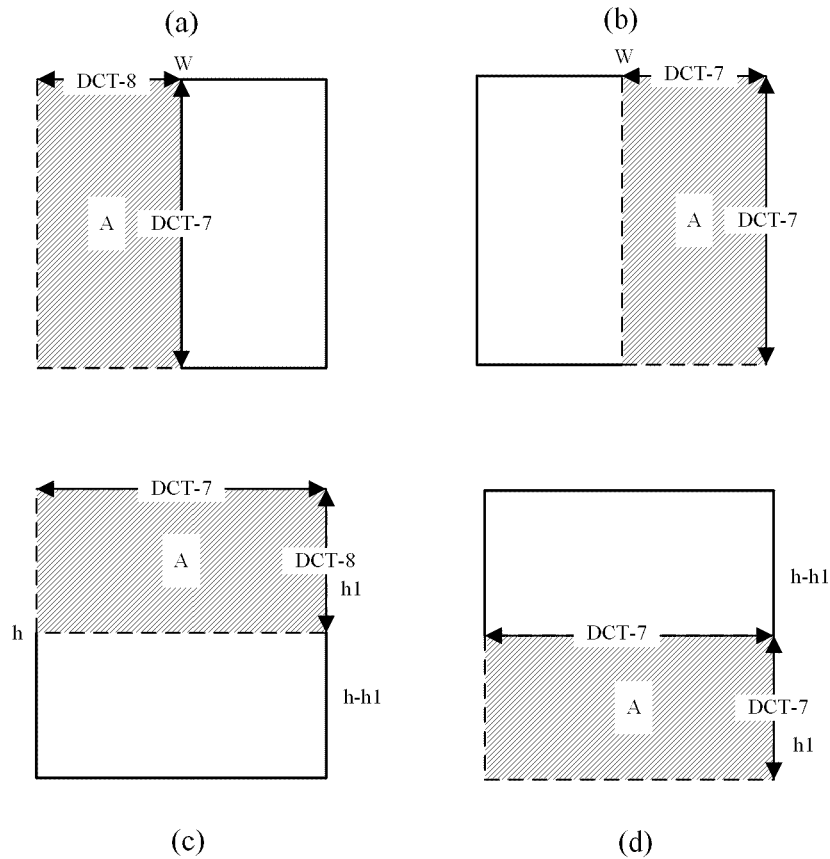 (a)
(b)
W
DCT-8
A
DCT-7
W
DCT-7
A
DCT-7
DCT-7
A
DCT-8
h1
h
h-h1
h-h1
DCT-7
A
DCT-7
h1
(c)
(d)